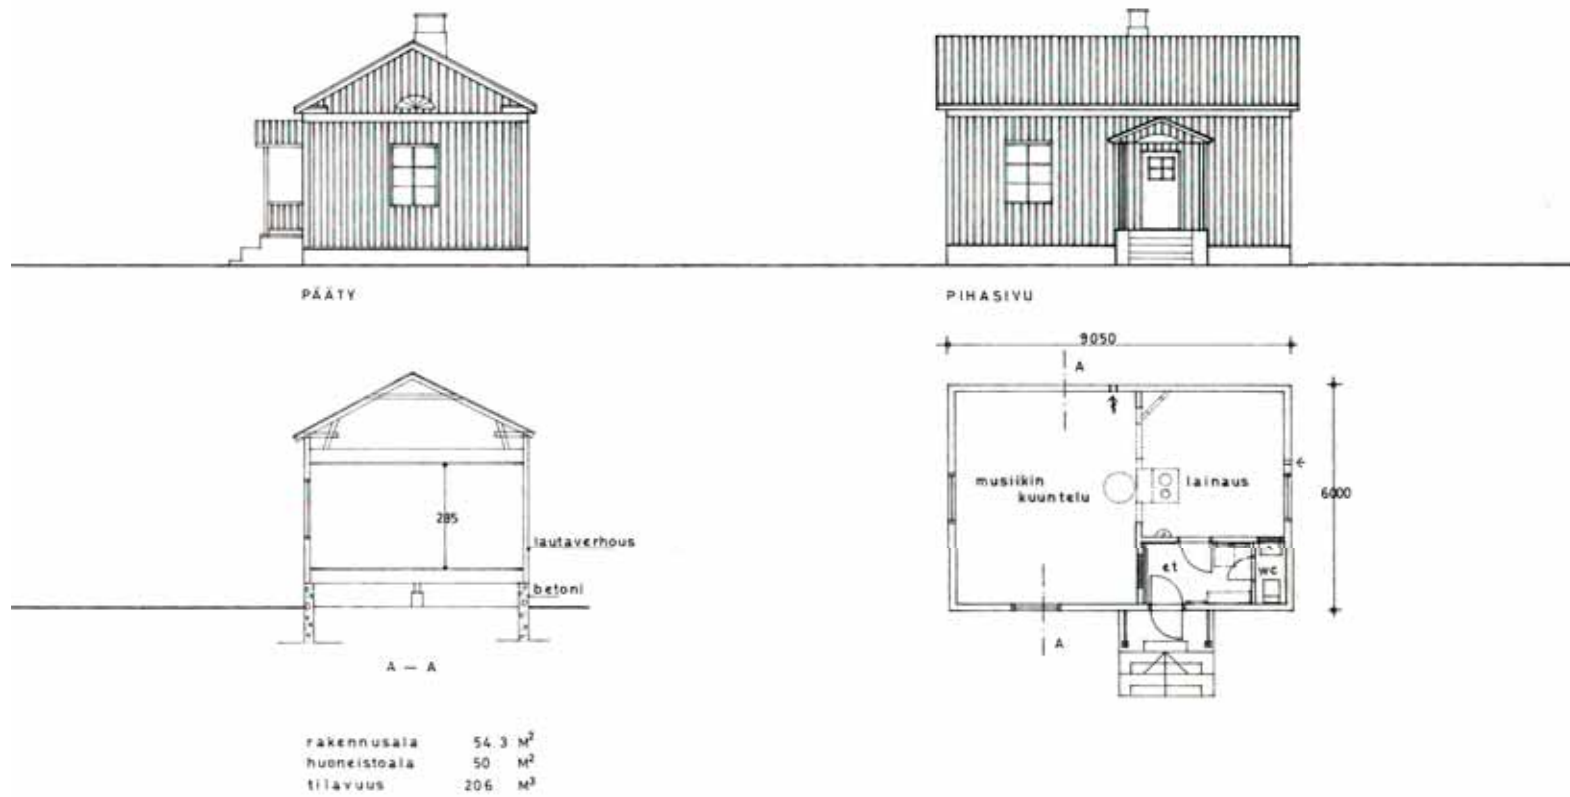 PÄÄTY
PIHASIVU
9050
A
musiikin
kuuntelu
lainaus
6000
et
wc
A
285
lautaverhous
betoni
A — A
rakennusala 54.3 M²
huoneistoala 50 M²
tilavuus 206 M³